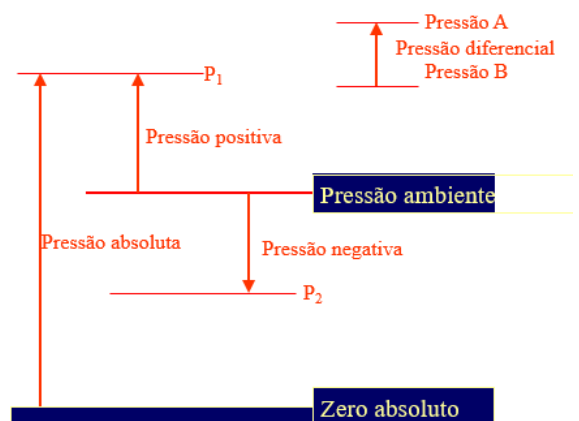 Pressão A
Pressão diferencial
Pressão B
P₁
Pressão positiva
Pressão ambiente
Pressão absoluta
Pressão negativa
P₂
Zero absoluto